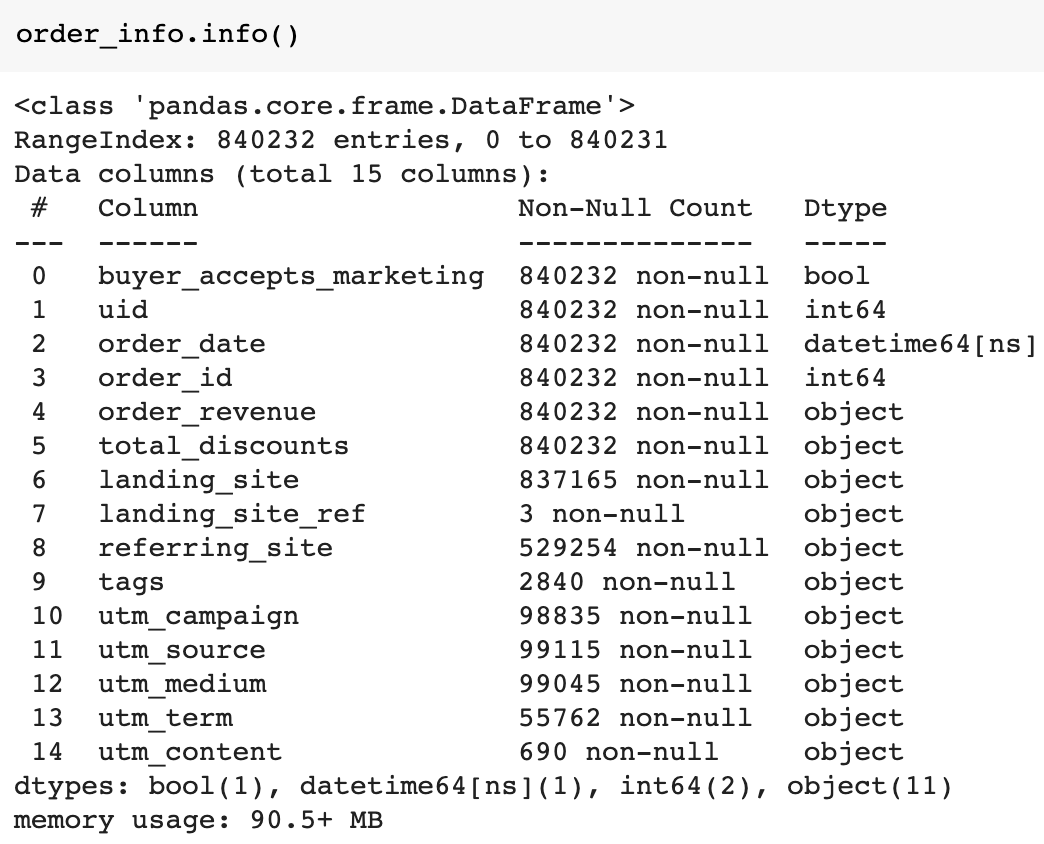 order_info.info()
<class 'pandas.core.frame.DataFrame'>
RangeIndex: 840232 entries, 0 to 840231
Data columns (total 15 columns):
 #   Column                   Non-Null Count   Dtype
---  ------                   --------------   -----
 0   buyer_accepts_marketing  840232 non-null  bool
 1   uid                      840232 non-null  int64
 2   order_date               840232 non-null  datetime64[ns]
 3   order_id                 840232 non-null  int64
 4   order_revenue            840232 non-null  object
 5   total_discounts          840232 non-null  object
 6   landing_site             837165 non-null  object
 7   landing_site_ref         3 non-null       object
 8   referring_site           529254 non-null  object
 9   tags                     2840 non-null    object
 10  utm_campaign             98835 non-null   object
 11  utm_source               99115 non-null   object
 12  utm_medium               99045 non-null   object
 13  utm_term                 55762 non-null   object
 14  utm_content              690 non-null     object
dtypes: bool(1), datetime64[ns](1), int64(2), object(11)
memory usage: 90.5+ MB